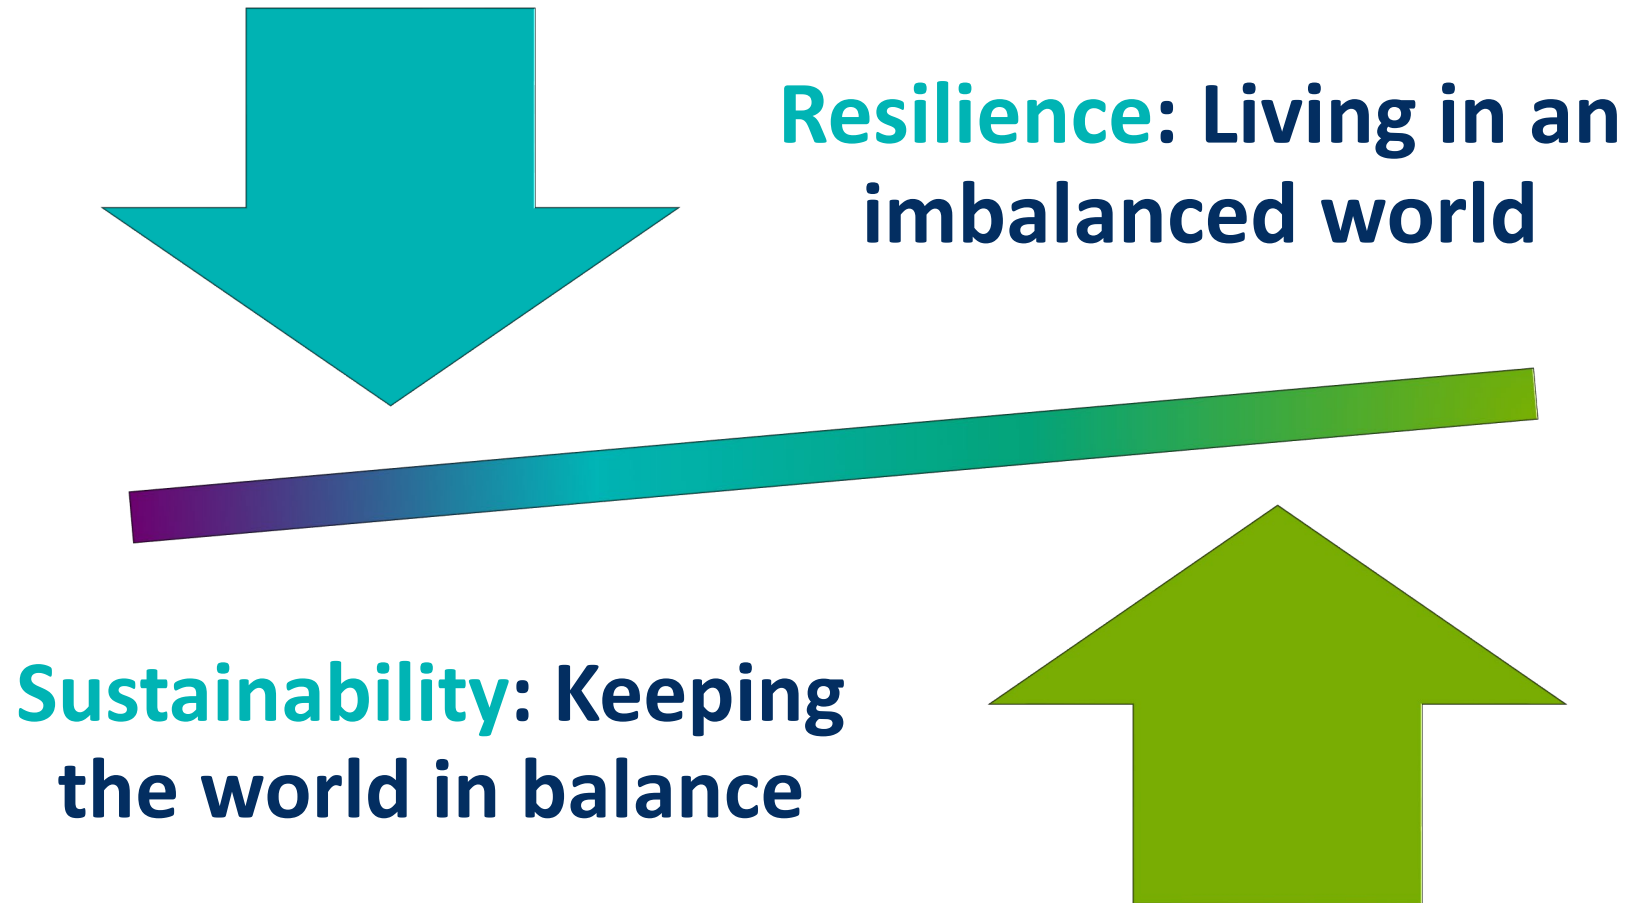 Resilience: Living in an
imbalanced world
Sustainability: Keeping
the world in balance